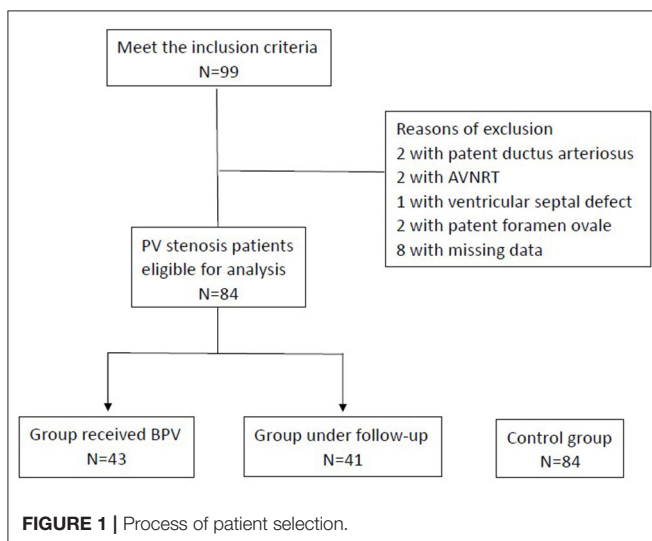 Meet the inclusion criteria
N=99
Reasons of exclusion
2 with patent ductus arteriosus
2 with AVNRT
1 with ventricular septal defect
2 with patent foramen ovale
8 with missing data
PV stenosis patients
eligible for analysis
N=84
Group received BPV
N=43
Group under follow-up
N=41
Control group
N=84
FIGURE 1 | Process of patient selection.